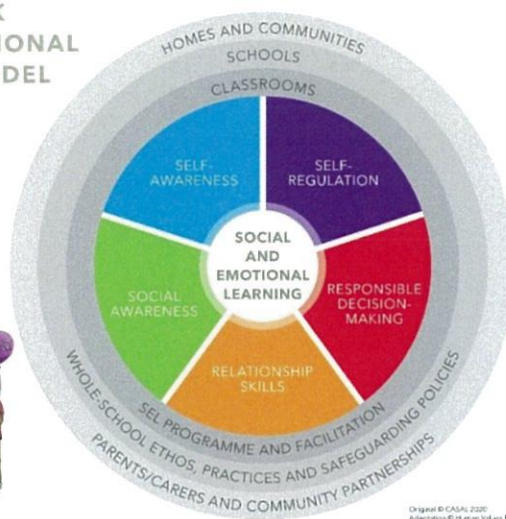 IONAL
DEL
HOMES AND COMMUNITIES
SCHOOLS
CLASSROOMS
SELF-
AWARENESS
SELF-
REGULATION
SOCIAL
AND
EMOTIONAL
LEARNING
SOCIAL
AWARENESS
RESPONSIBLE
DECISION-
MAKING
RELATIONSHIP
SKILLS
SEL PROGRAMME AND FACILITATION
WHOLE-SCHOOL ETHOS, PRACTICES AND SAFEGUARDING POLICIES
PARENTS/CARERS AND COMMUNITY PARTNERSHIPS
Original © CASAL 2020